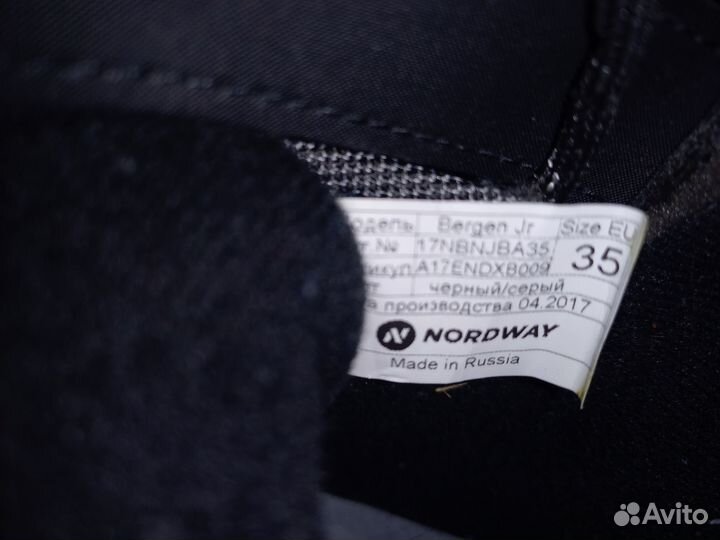 одель Bergen Jr Size EU
т № 17NBNJBA35 35
тикул A17ENDXB009
ет черный/серый
а производства 04.2017
NORDWAY
Made in Russia
Avito